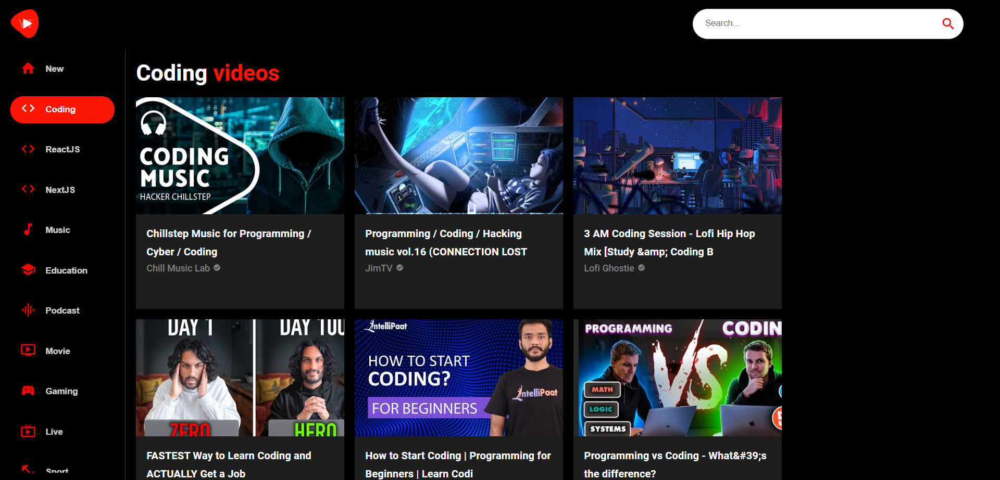 Search...
New
Coding
ReactJS
NextJS
Music
Education
Podcast
Movie
Gaming
Live
Sport
Coding videos
CODING
MUSIC
HACKER CHILLSTEP
Chillstep Music for Programming /
Cyber / Coding
Chill Music Lab
Programming / Coding / Hacking
music vol.16 (CONNECTION LOST
JimTV
3 AM Coding Session - Lofi Hip Hop
Mix [Study &amp; Coding B
Lofi Ghostie
DAY 1
DAY 100
ZERO
HERO
FASTEST Way to Learn Coding and
ACTUALLY Get a Job
IntelliPaat
HOW TO START
CODING?
FOR BEGINNERS
IntelliPaat
How to Start Coding | Programming for
Beginners | Learn Codi
PROGRAMMING
CODIN
VS
MATH
LOGIC
SYSTEMS
Programming vs Coding - What&#39;s
the difference?